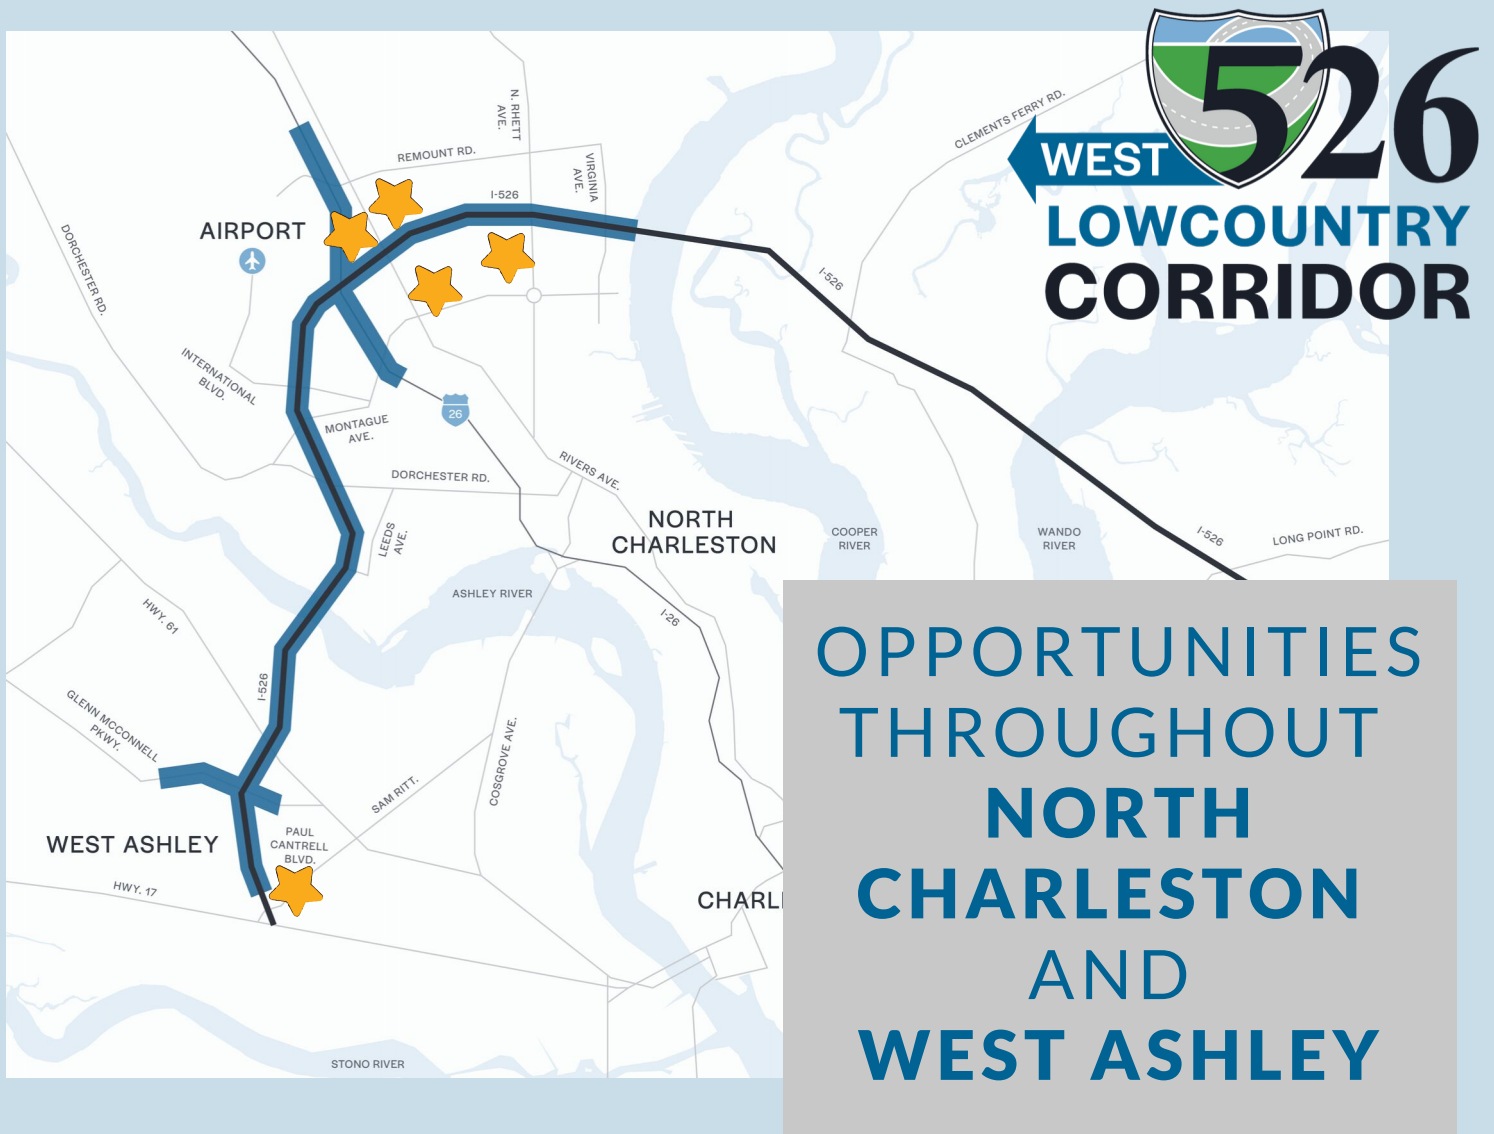 526
WEST
LOWCOUNTRY
CORRIDOR
CLEMENTS FERRY RD.
N. RHETT
AVE.
REMOUNT RD.
VIRGINIA
AVE.
I-526
AIRPORT
DORCHESTER RD.
I-526
INTERNATIONAL
BLVD.
26
MONTAGUE
AVE.
DORCHESTER RD.
RIVERS AVE.
LEEDS
AVE.
NORTH
CHARLESTON
COOPER
RIVER
WANDO
RIVER
I-526
LONG POINT RD.
ASHLEY RIVER
HWY. 61
I-26
I-526
GLENN MCCONNELL
PKWY.
COSGROVE AVE.
SAM RITT.
WEST ASHLEY
PAUL
CANTRELL
BLVD.
HWY. 17
CHARL
STONO RIVER
OPPORTUNITIES
THROUGHOUT
NORTH
CHARLESTON
AND
WEST ASHLEY